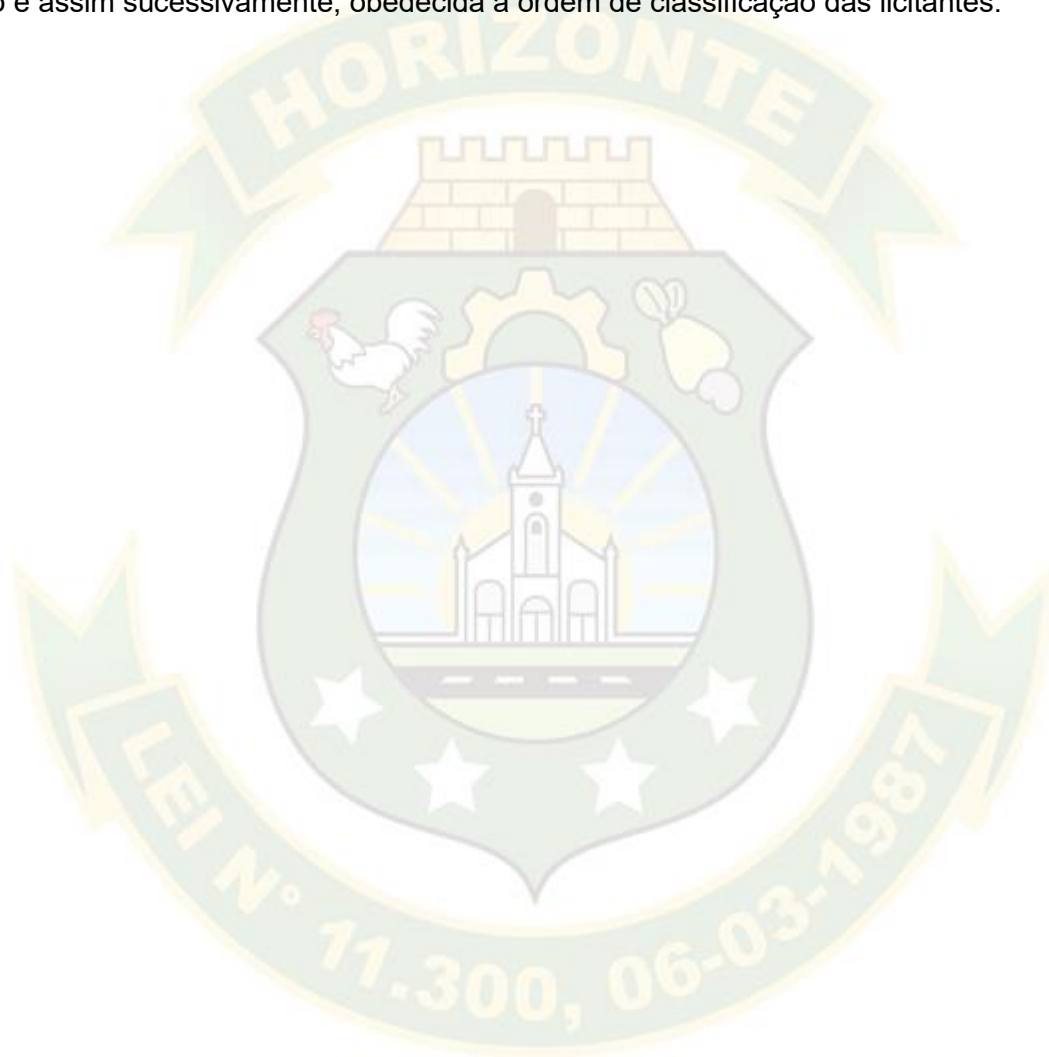 o e assim sucessivamente, obedecida a ordem de classificação das licitantes.
HORIZONTE
LEI N° 11.300, 06-03-1987